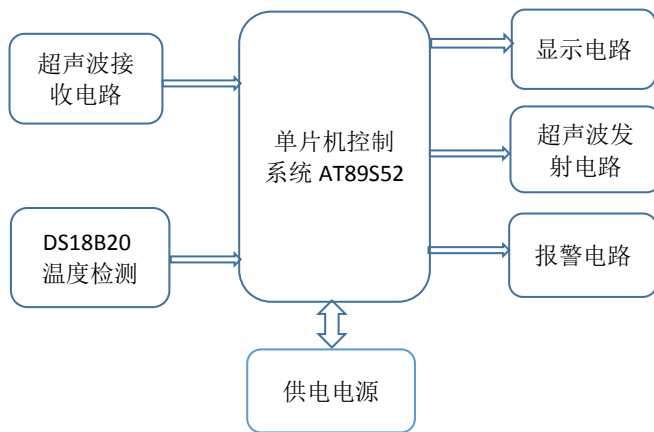 超声波接
收电路
DS18B20
温度检测
单片机控制
系统 AT89S52
显示电路
超声波发
射电路
报警电路
供电电源